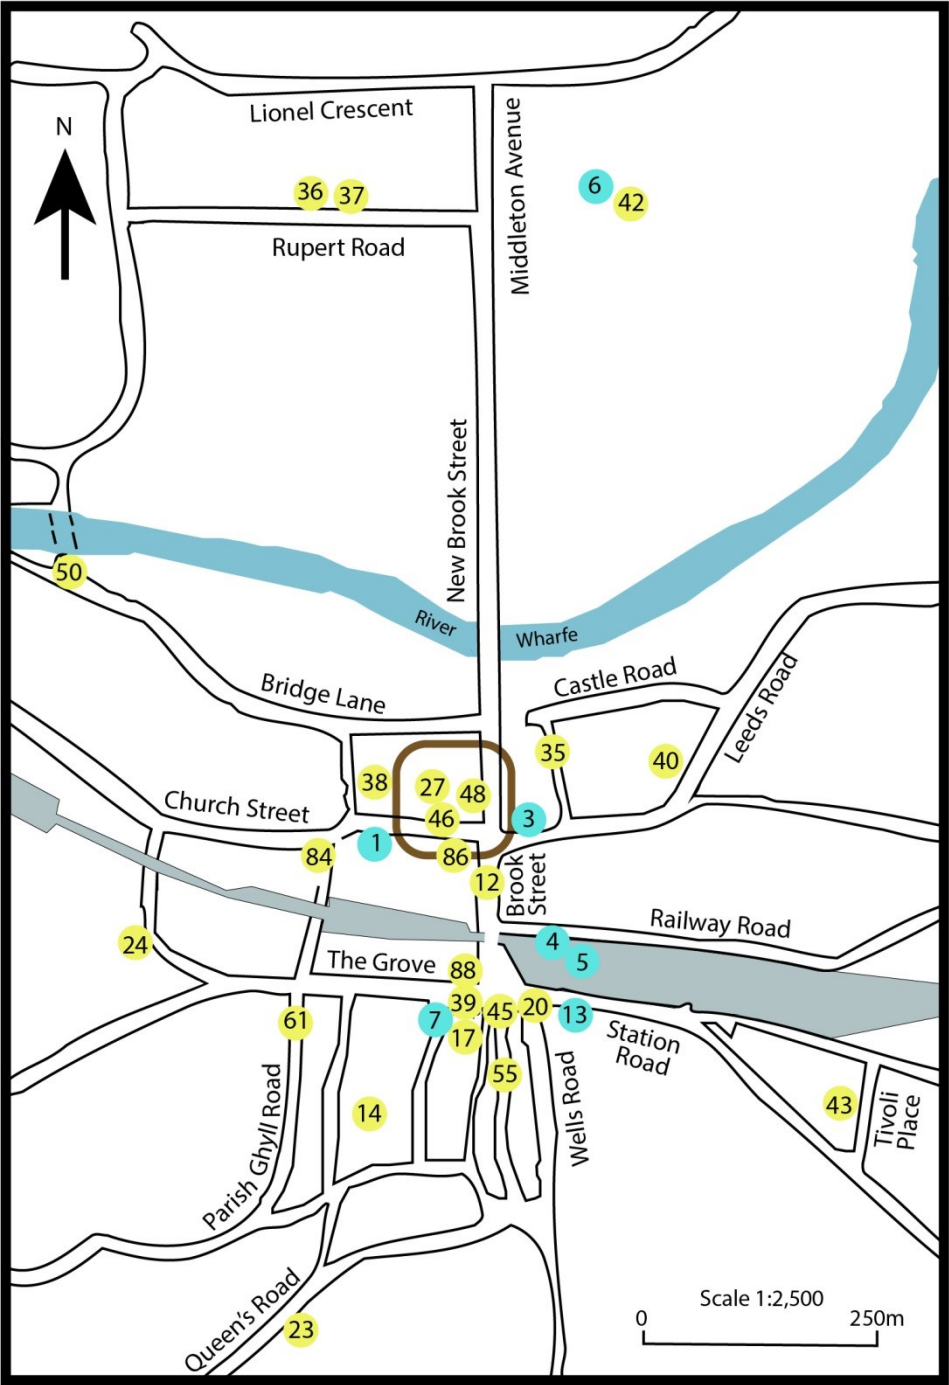 Lionel Crescent
N
Middleton Avenue
36
37
6
42
Rupert Road
New Brook Street
50
River
Wharfe
Castle Road
Bridge Lane
Leeds Road
35
40
38
27
48
46
3
Church Street
1
84
86
12
Brook
Street
Railway Road
24
4
5
The Grove
88
39
45
20
13
7
17
61
Station
Road
55
Wells Road
14
43
Tivoli
Place
Parish Ghyll Road
Queen's Road
23
Scale 1:2,500
0
250m